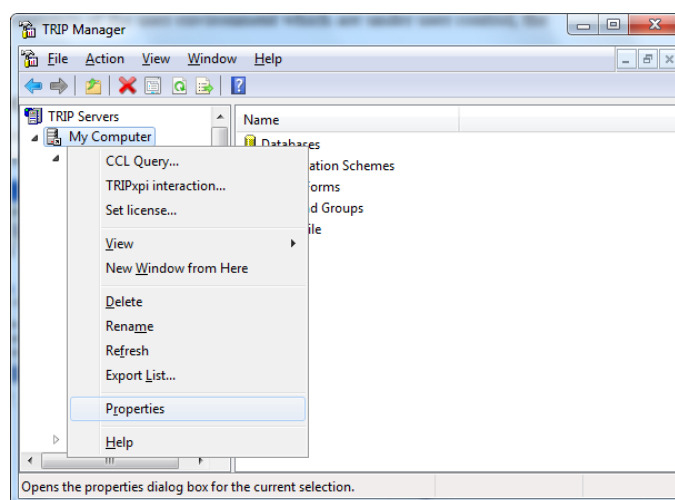 TRIP Manager
File Action View Window Help
TRIP Servers
My Computer
Name
Databases
ation Schemes
orms
d Groups
ile
CCL Query...
TRIPxpi interaction...
Set license...
View
New Window from Here
Delete
Rename
Refresh
Export List...
Properties
Help
Opens the properties dialog box for the current selection.